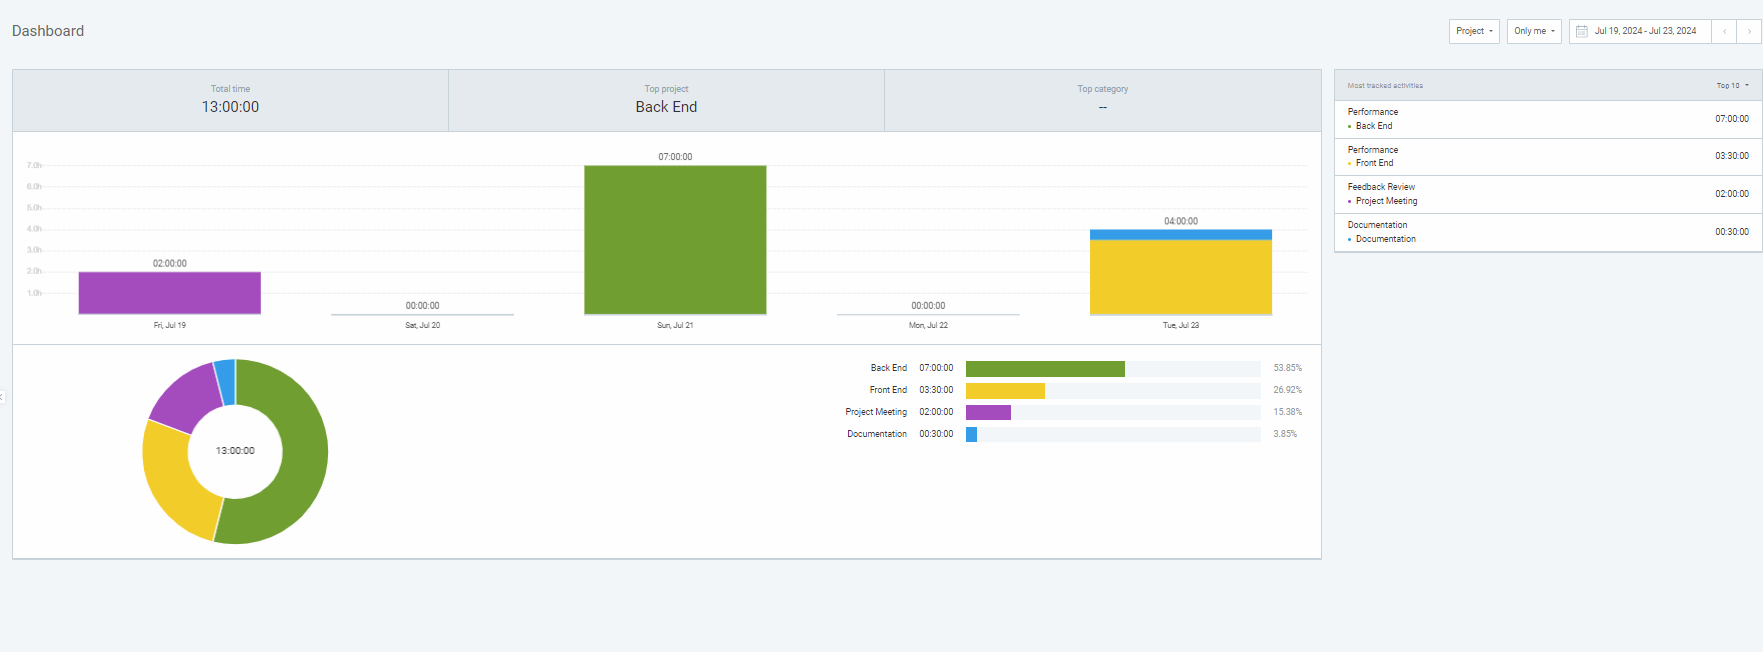 Dashboard
Project
Only me
Jul 19, 2024 - Jul 23, 2024
Total time
13:00:00
Top project
Back End
Top category
--
7.0h
6.0h
5.0h
4.0h
3.0h
2.0h
1.0h
02:00:00
00:00:00
07:00:00
00:00:00
04:00:00
Fri, Jul 19
Sat, Jul 20
Sun, Jul 21
Mon, Jul 22
Tue, Jul 23
13:00:00
Back End 07:00:00 53.85%
Front End 03:30:00 26.92%
Project Meeting 02:00:00 15.38%
Documentation 00:30:00 3.85%
Most tracked activities Top 10
Performance
Back End 07:00:00
Performance
Front End 03:30:00
Feedback Review
Project Meeting 02:00:00
Documentation
Documentation 00:30:00